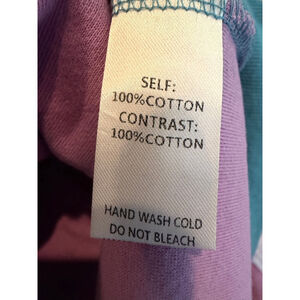 SELF:
100%COTTON
CONTRAST:
100%COTTON
HAND WASH COLD
DO NOT BLEACH